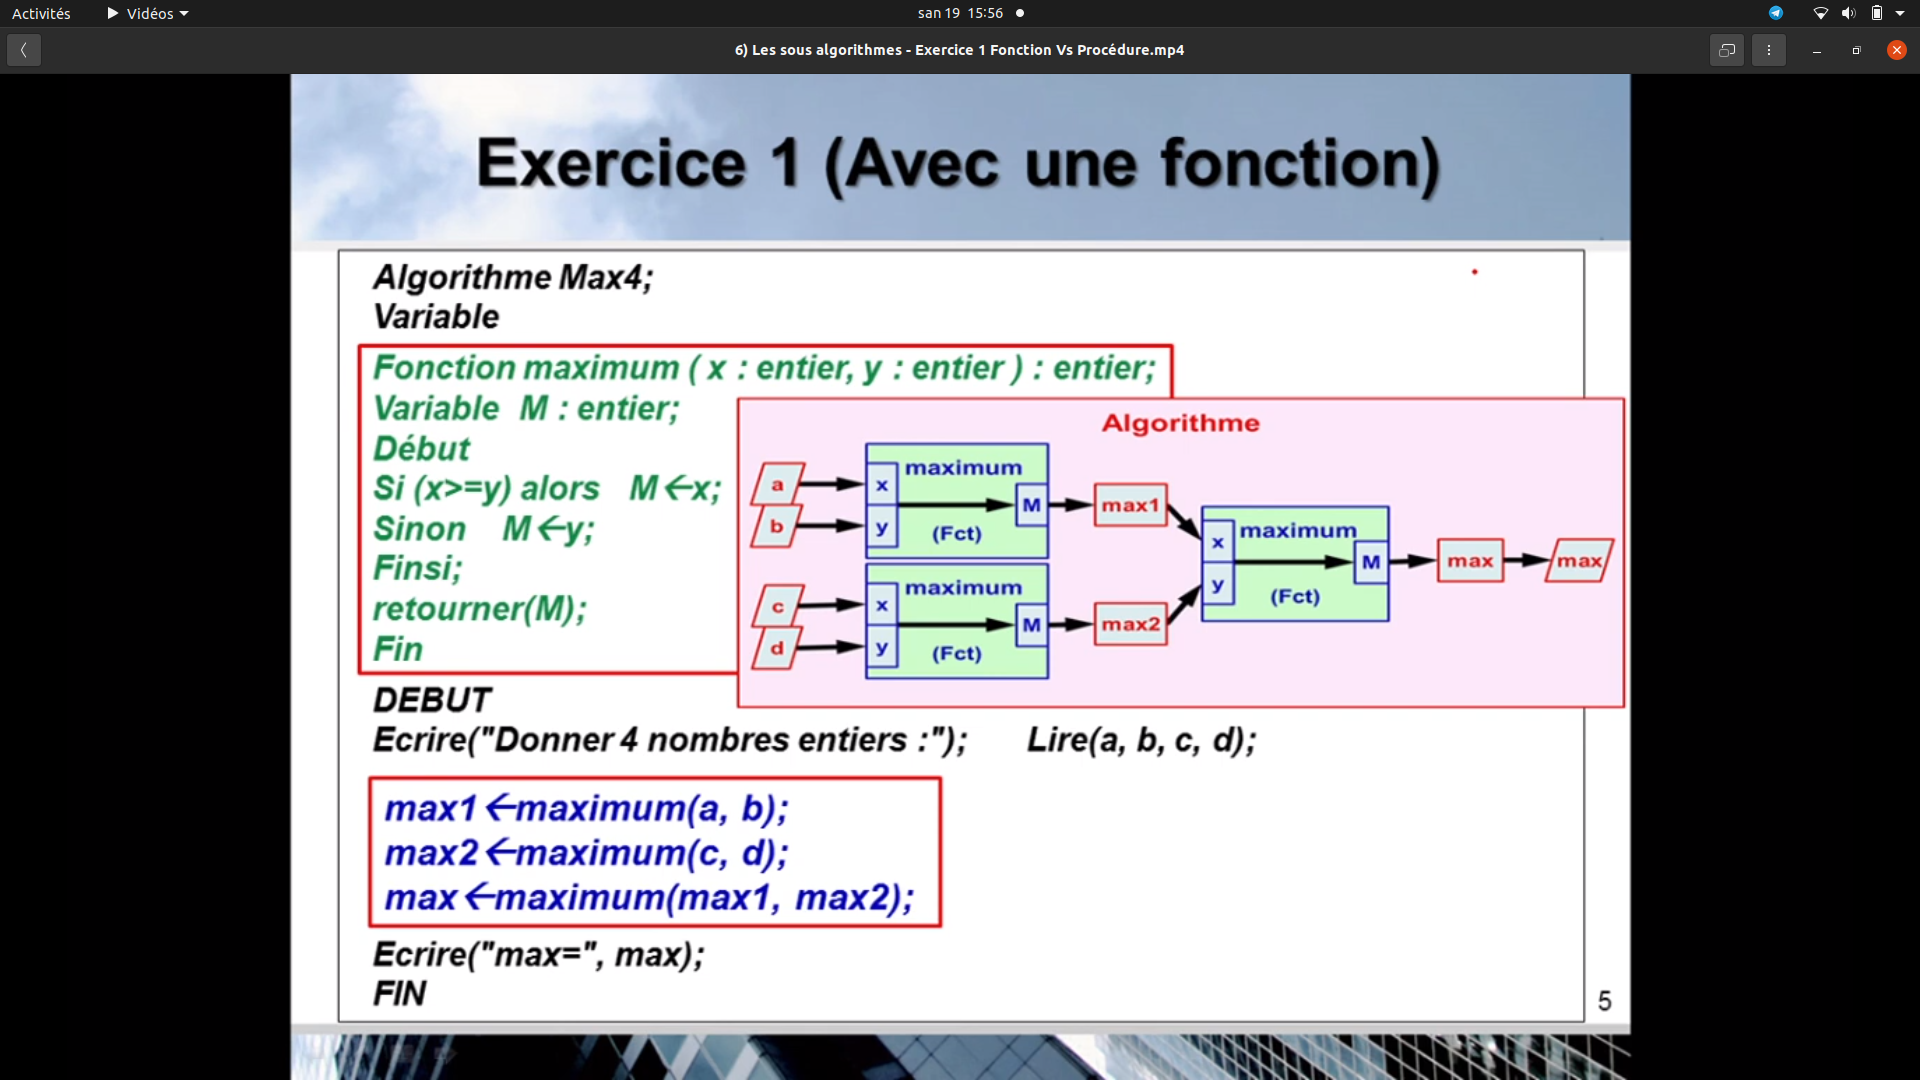 Activités Vidéos san 19 15:56
6) Les sous algorithmes - Exercice 1 Fonction Vs Procédure.mp4
Exercice 1 (Avec une fonction)
Algorithme Max4;
Variable
Fonction maximum ( x : entier, y : entier ) : entier;
Variable M : entier;
Début
Si (x>=y) alors M←x;
Sinon M←y;
Finsi;
retourner(M);
Fin
Algorithme
a
b
x
y
maximum
(Fct)
M
max1
c
d
x
y
maximum
(Fct)
M
max2
x
y
maximum
(Fct)
M
max
max
DEBUT
Ecrire("Donner 4 nombres entiers :"); Lire(a, b, c, d);
max1←maximum(a, b);
max2←maximum(c, d);
max←maximum(max1, max2);
Ecrire("max=", max);
FIN
5